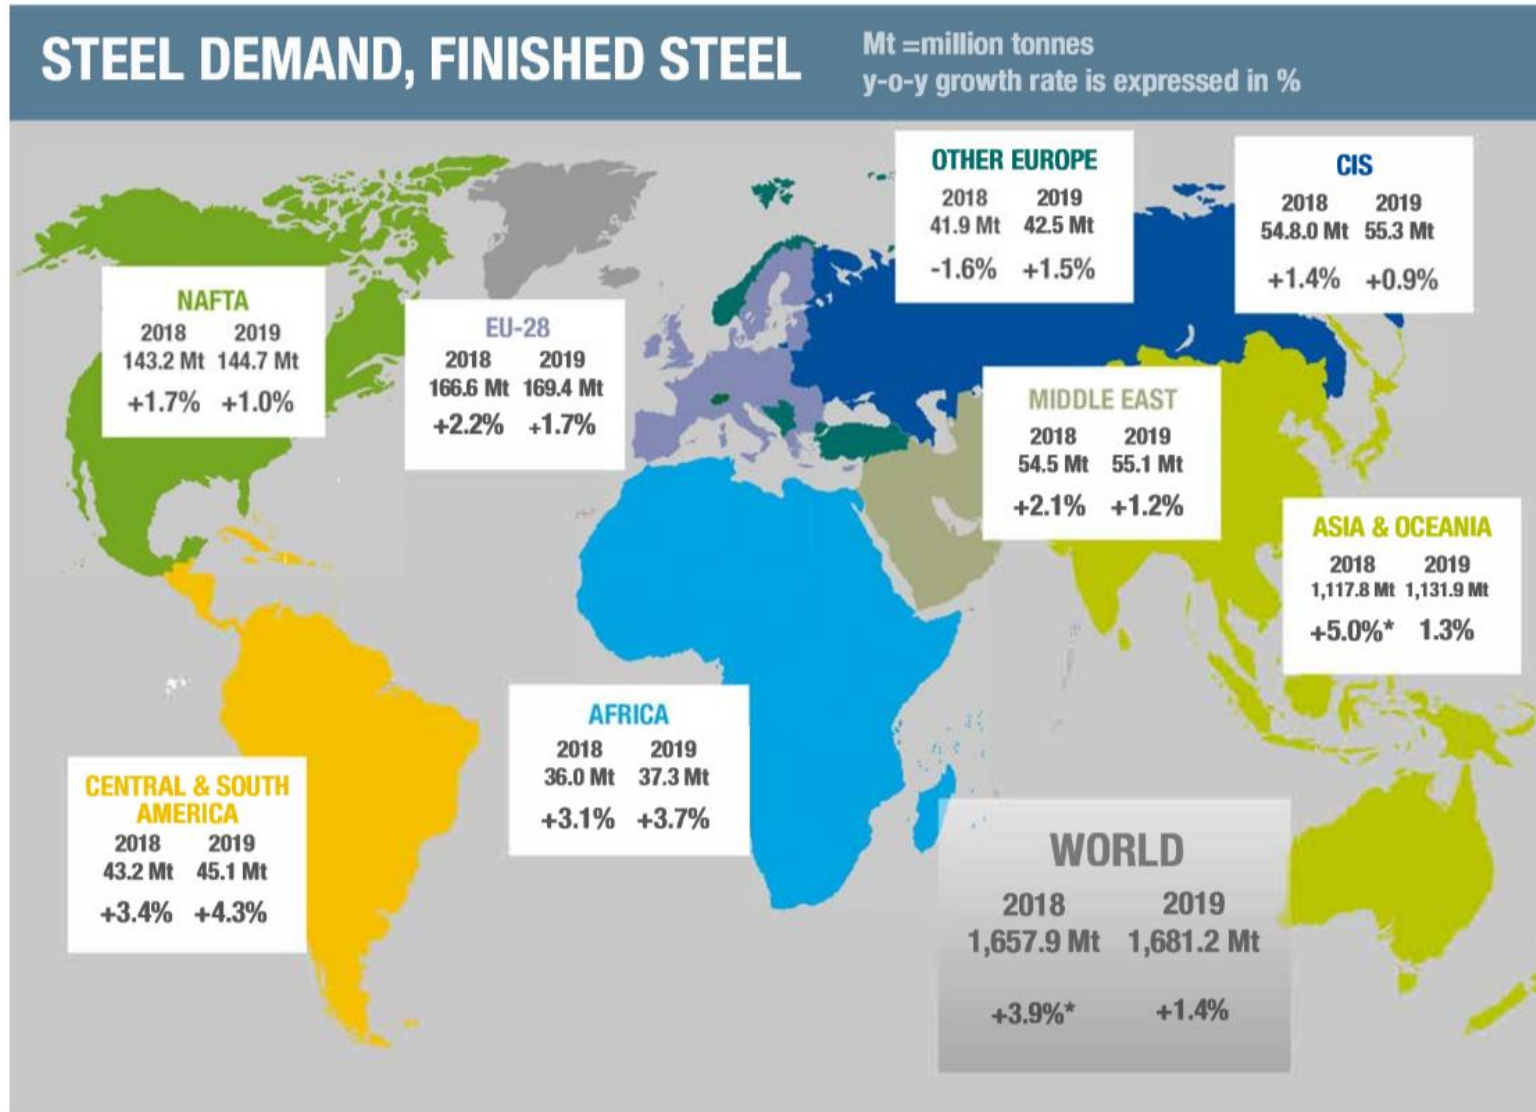 STEEL DEMAND, FINISHED STEEL
Mt =million tonnes
y-o-y growth rate is expressed in %
OTHER EUROPE
2018 2019
41.9 Mt 42.5 Mt
-1.6% +1.5%
CIS
2018 2019
54.8.0 Mt 55.3 Mt
+1.4% +0.9%
NAFTA
2018 2019
143.2 Mt 144.7 Mt
+1.7% +1.0%
EU-28
2018 2019
166.6 Mt 169.4 Mt
+2.2% +1.7%
MIDDLE EAST
2018 2019
54.5 Mt 55.1 Mt
+2.1% +1.2%
ASIA & OCEANIA
2018 2019
1,117.8 Mt 1,131.9 Mt
+5.0%* 1.3%
AFRICA
2018 2019
36.0 Mt 37.3 Mt
+3.1% +3.7%
CENTRAL & SOUTH
AMERICA
2018 2019
43.2 Mt 45.1 Mt
+3.4% +4.3%
WORLD
2018 2019
1,657.9 Mt 1,681.2 Mt
+3.9%* +1.4%